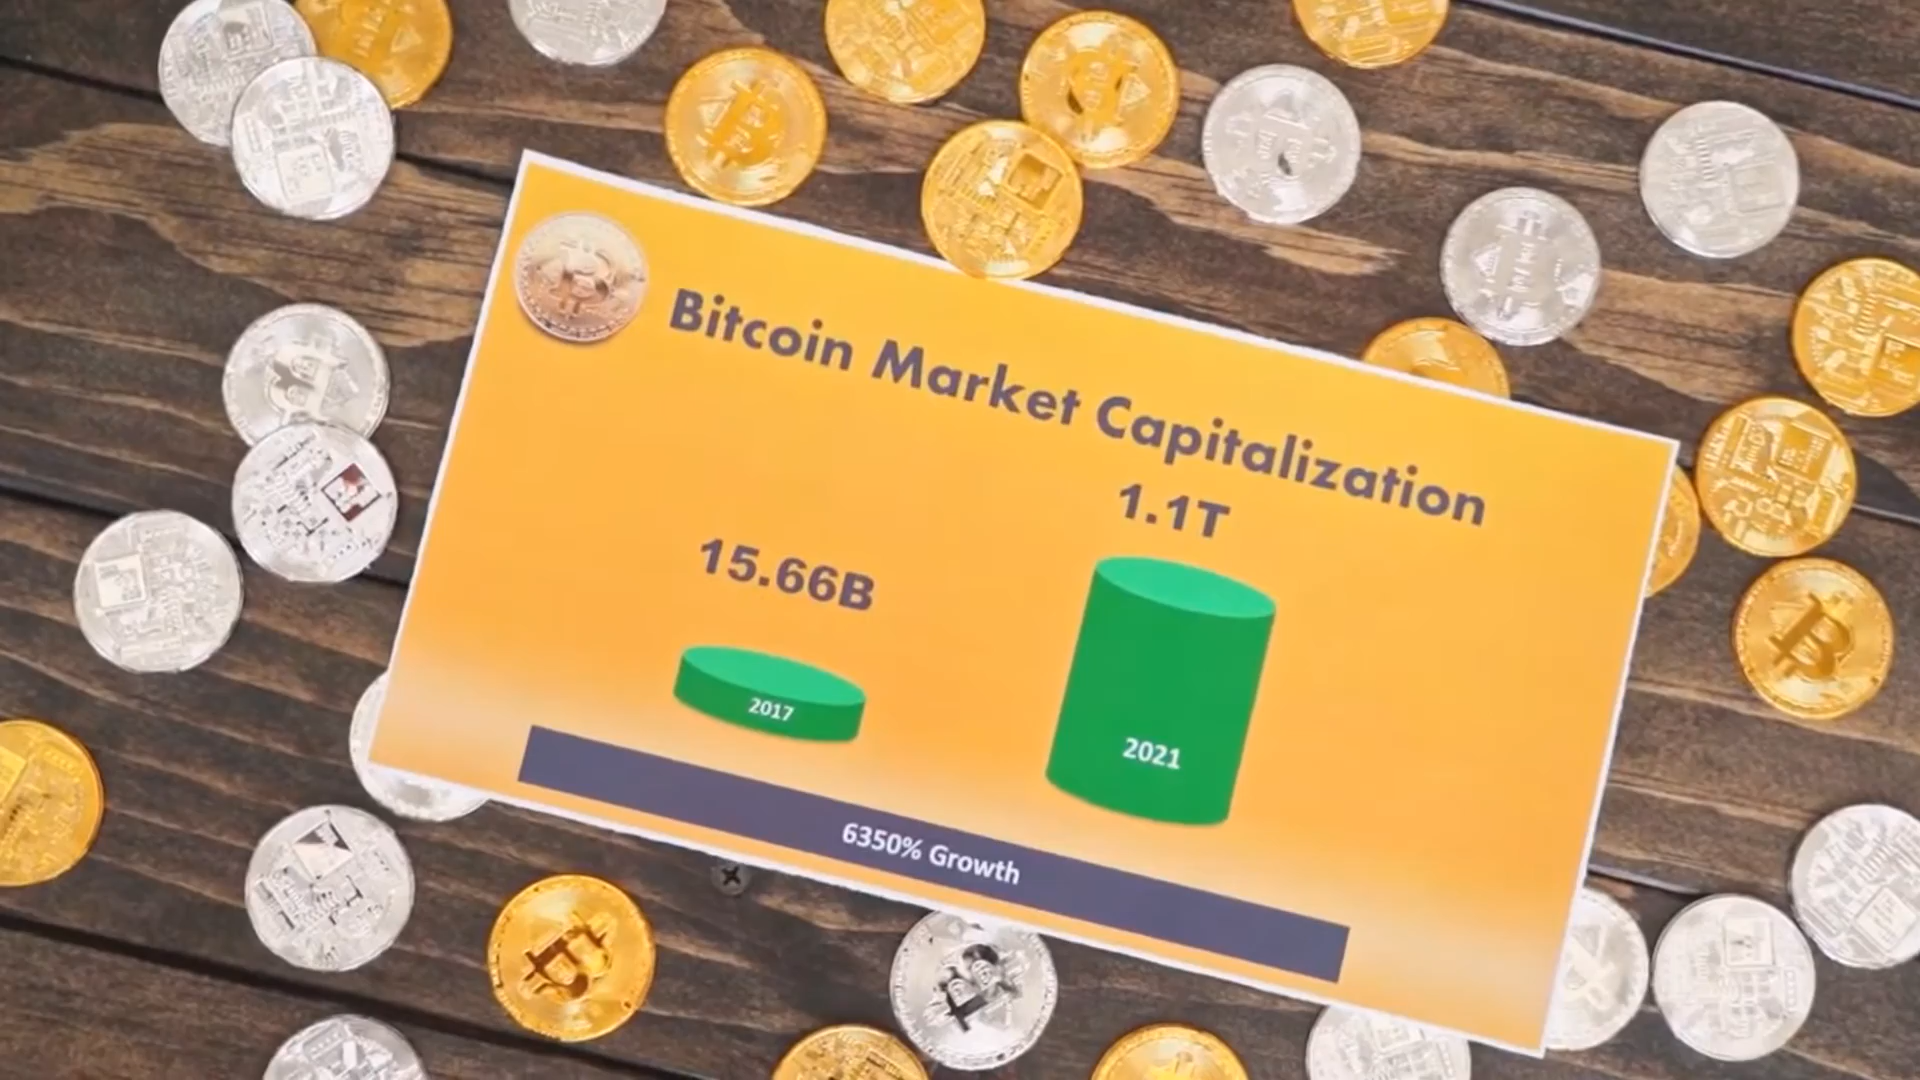 Bitcoin Market Capitalization
15.66B
1.1T
2017
2021
6350% Growth